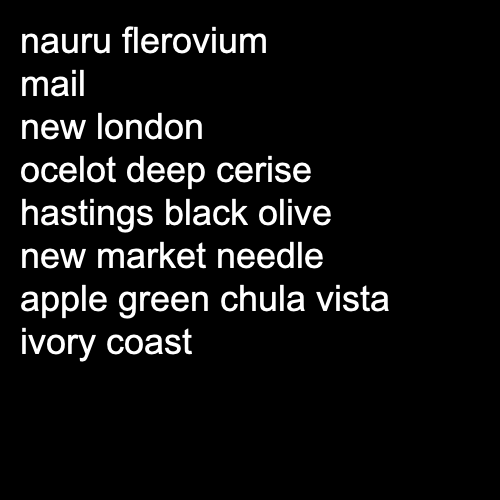 nauru flerovium
mail
new london
ocelot deep cerise
hastings black olive
new market needle
apple green chula vista
ivory coast